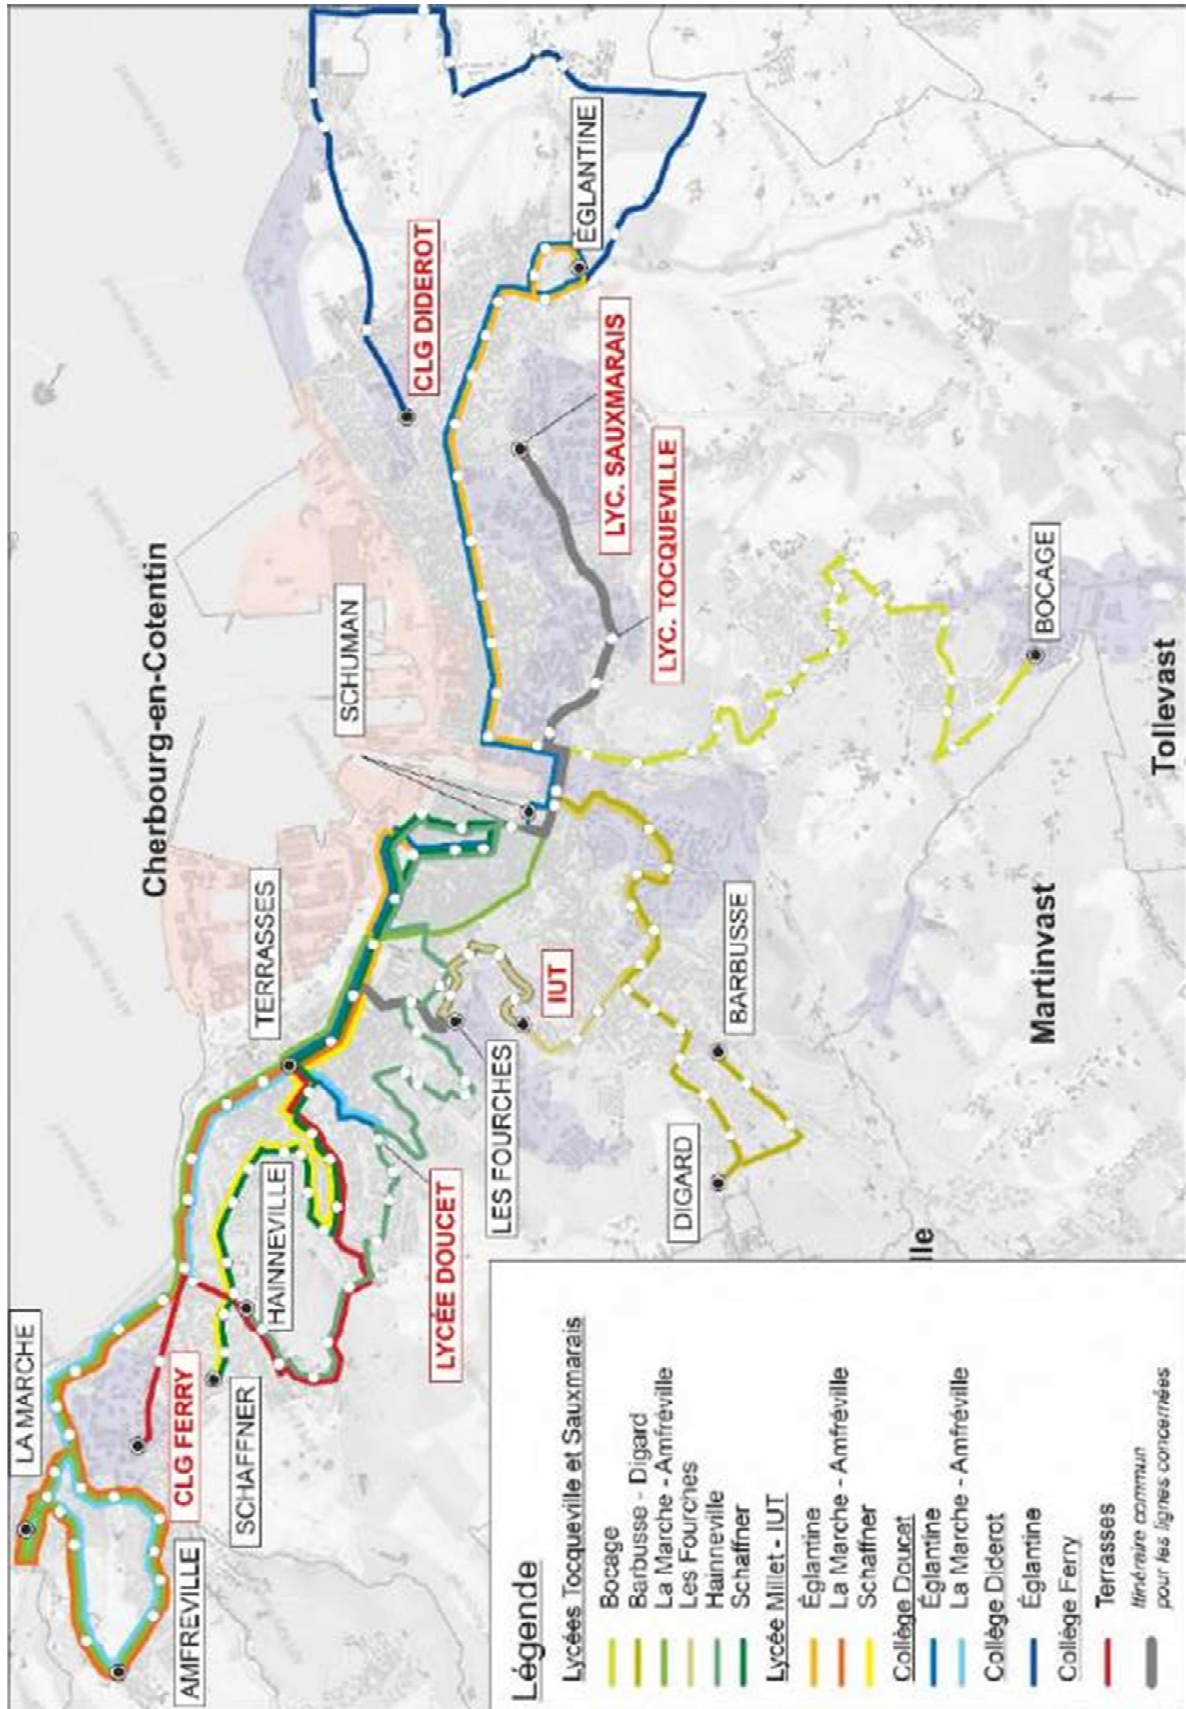 Cherbourg-en-Cotentin
LA MARCHE
AMFREVILLE
CLG FERRY
SCHAFFNER
HAINNEVILLE
TERRASSES
LYCÉE DOUCET
LES FOURCHES
IUT
SCHUMAN
CLG DIDEROT
ÉGLANTINE
LYC. SAUXMARAIS
LYC. TOCQUEVILLE
BOCAGE
BARBUSSE
DIGARD
Martinvast
Tollevast
lle
Légende
Lycées Tocqueville et Sauxmarais
Bocage
Barbusse - Digard
La Marche - Amfréville
Les Fourches
Hainneville
Schaffner
Lycée Millet - IUT
Églantine
La Marche - Amfréville
Schaffner
Collège Doucat
Églantine
La Marche - Amfréville
Collège Diderot
Églantine
Collège Ferry
Terrasses
Itinéraire commun
pour les lignes concernées